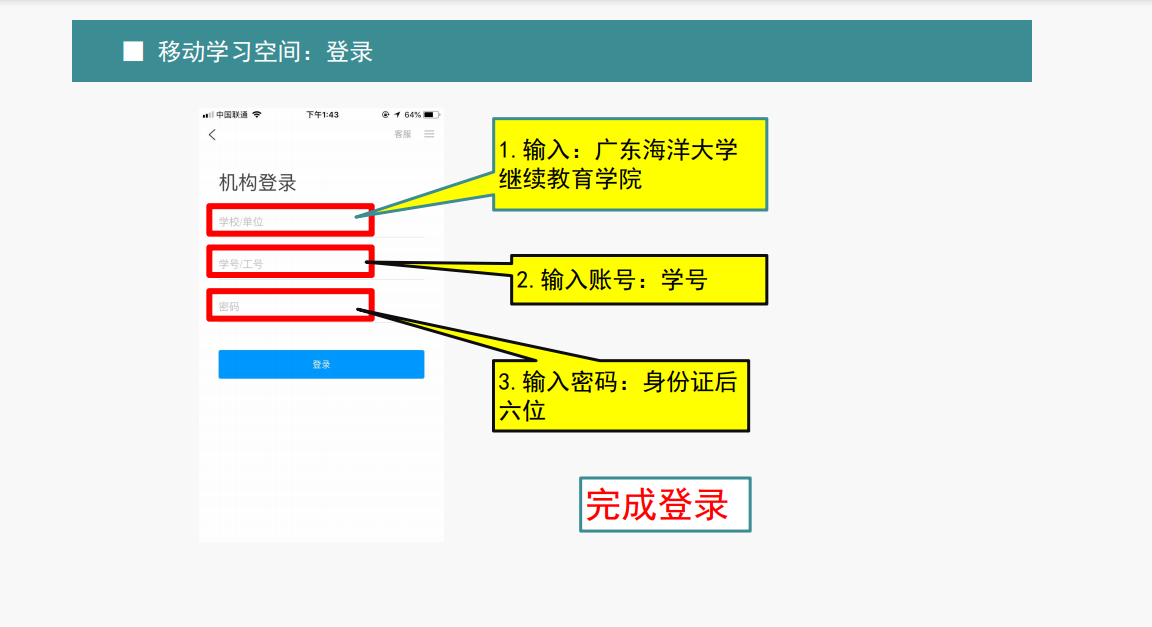 ■ 移动学习空间：登录
中国联通 下午1:43 64%
客服
机构登录
学校/单位
学号/工号
密码
登录
1.输入：广东海洋大学
继续教育学院
2.输入账号：学号
3.输入密码：身份证后
六位
完成登录